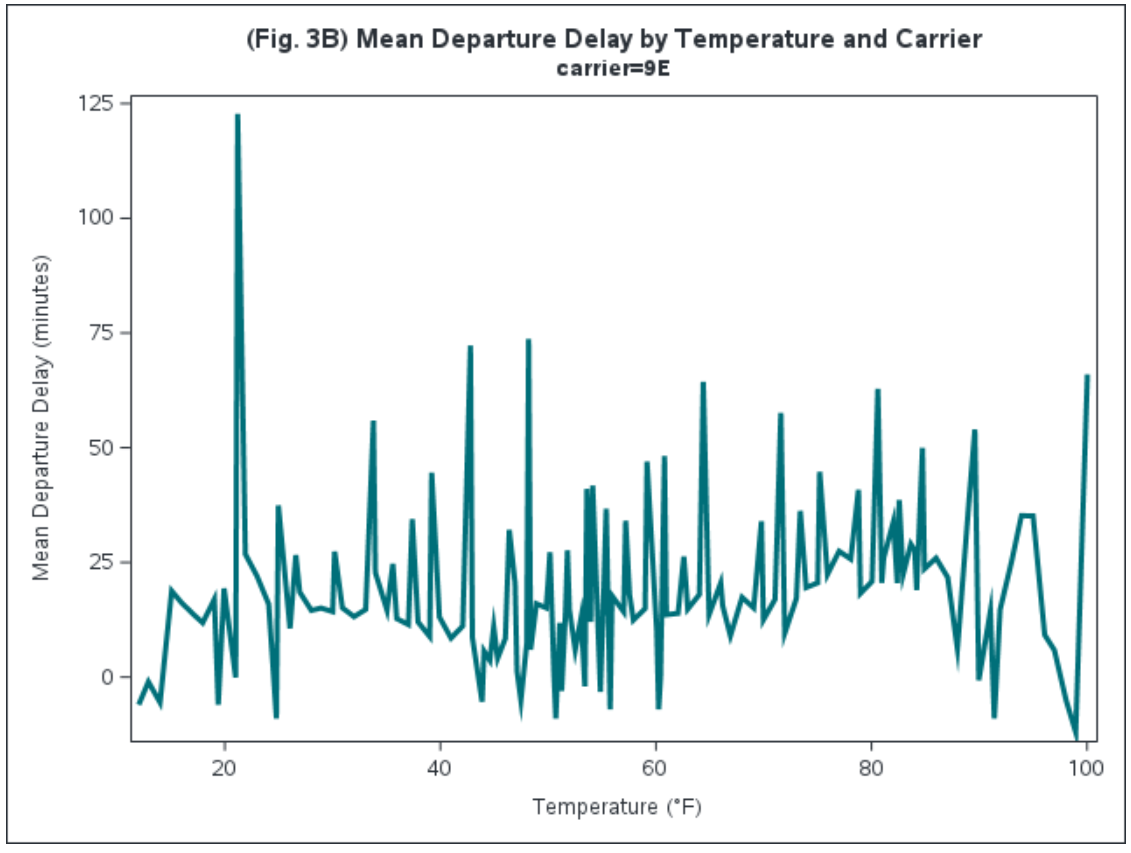 (Fig. 3B) Mean Departure Delay by Temperature and Carrier
carrier=9E
125
100
75
50
25
0
Mean Departure Delay (minutes)
20 40 60 80 100
Temperature (°F)